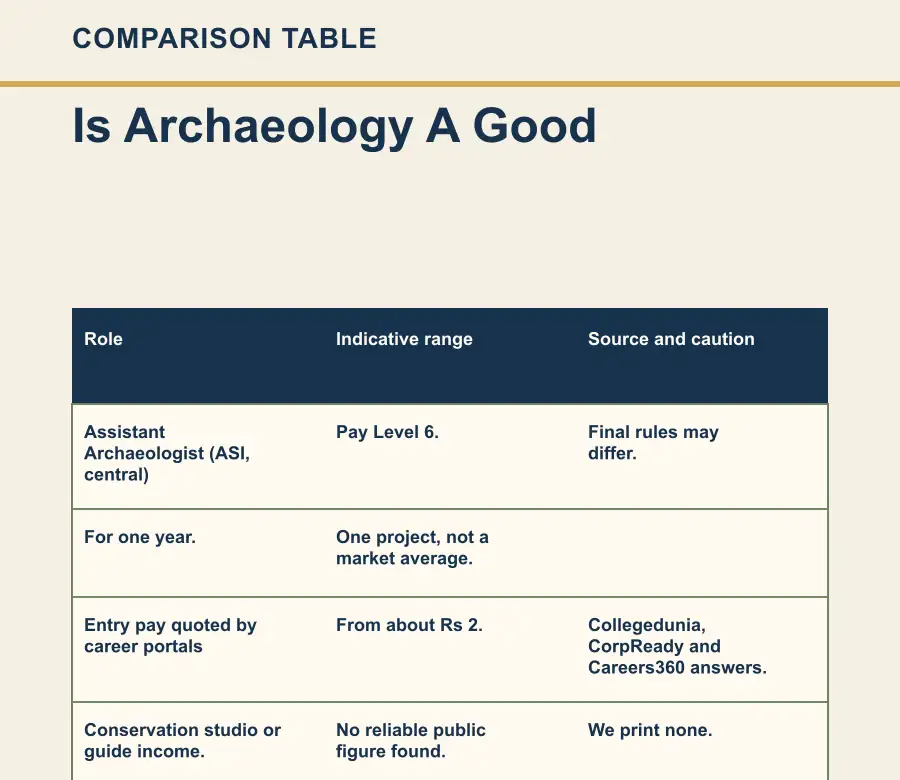 COMPARISON TABLE
Is Archaeology A Good
Role
Indicative range
Source and caution
Assistant
Archaeologist (ASI,
central)
Pay Level 6.
Final rules may
differ.
For one year.
One project, not a
market average.
Entry pay quoted by
career portals
From about Rs 2.
Collegedunia,
CorpReady and
Careers360 answers.
Conservation studio or
guide income.
No reliable public
figure found.
We print none.